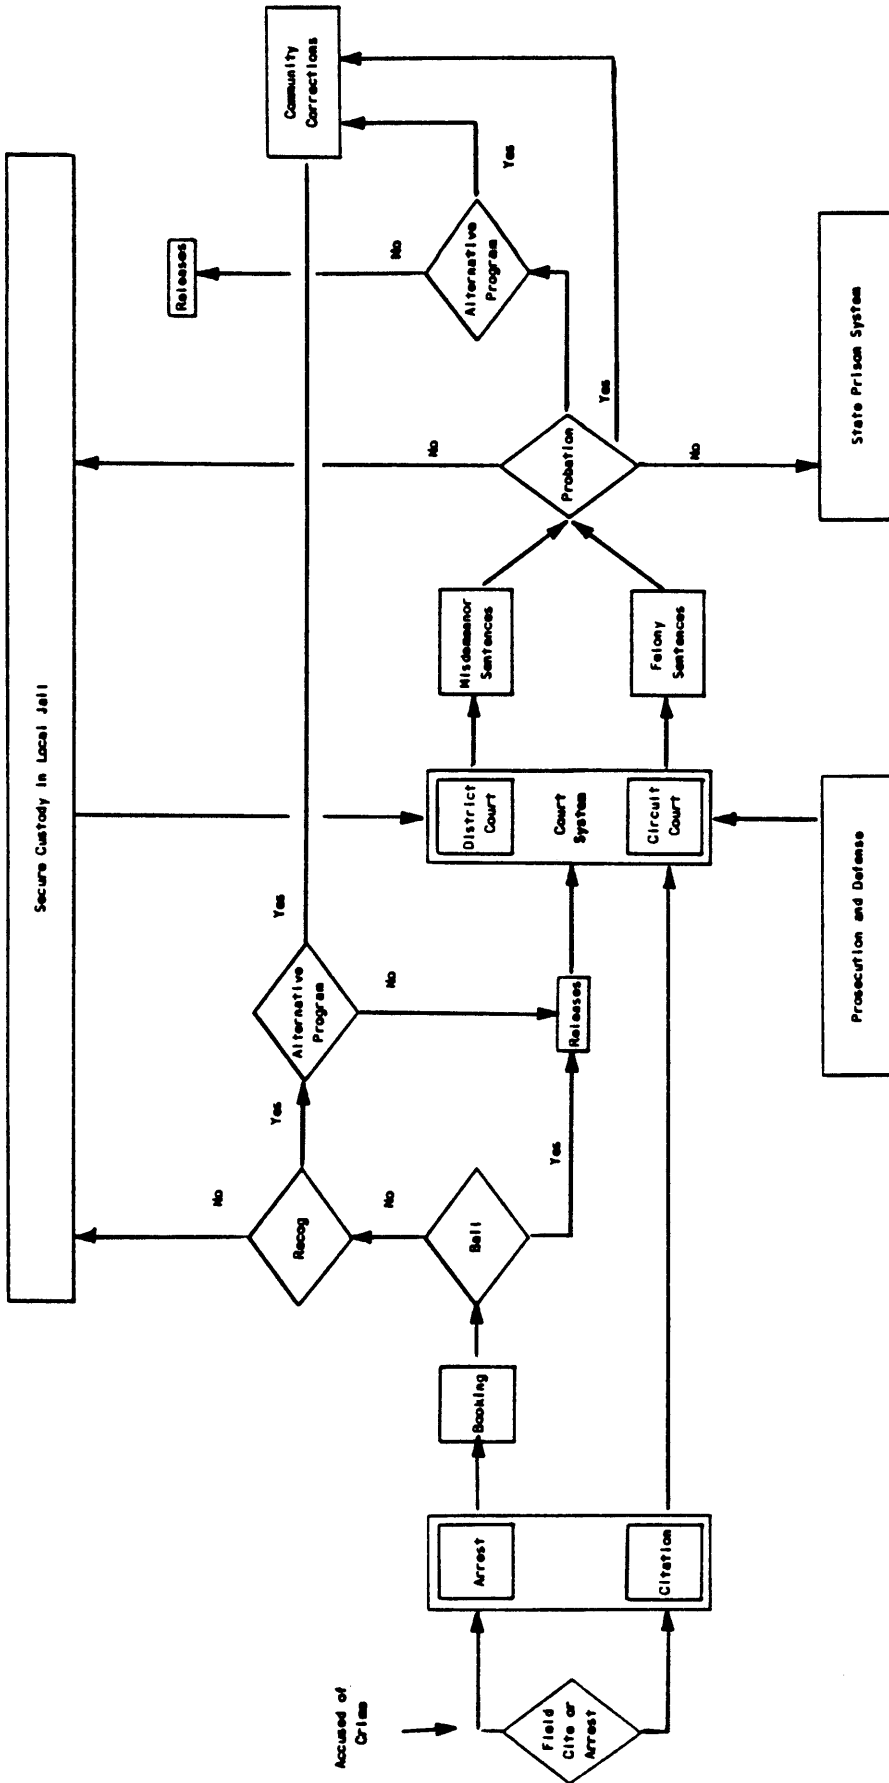 Secure Custody in Local Jail
Accused of
Crime
Field
Cite or
Arrest
Arrest
Citation
Booking
Bail
No
Yes
Recog
No
Yes
Alternative
Program
No
Yes
Releases
District
Court
Court
System
Circuit
Court
Prosecution and Defense
Misdemeanor
Sentences
Felony
Sentences
Probation
No
No
Yes
State Prison System
Alternative
Program
No
Yes
Releases
Community
Corrections